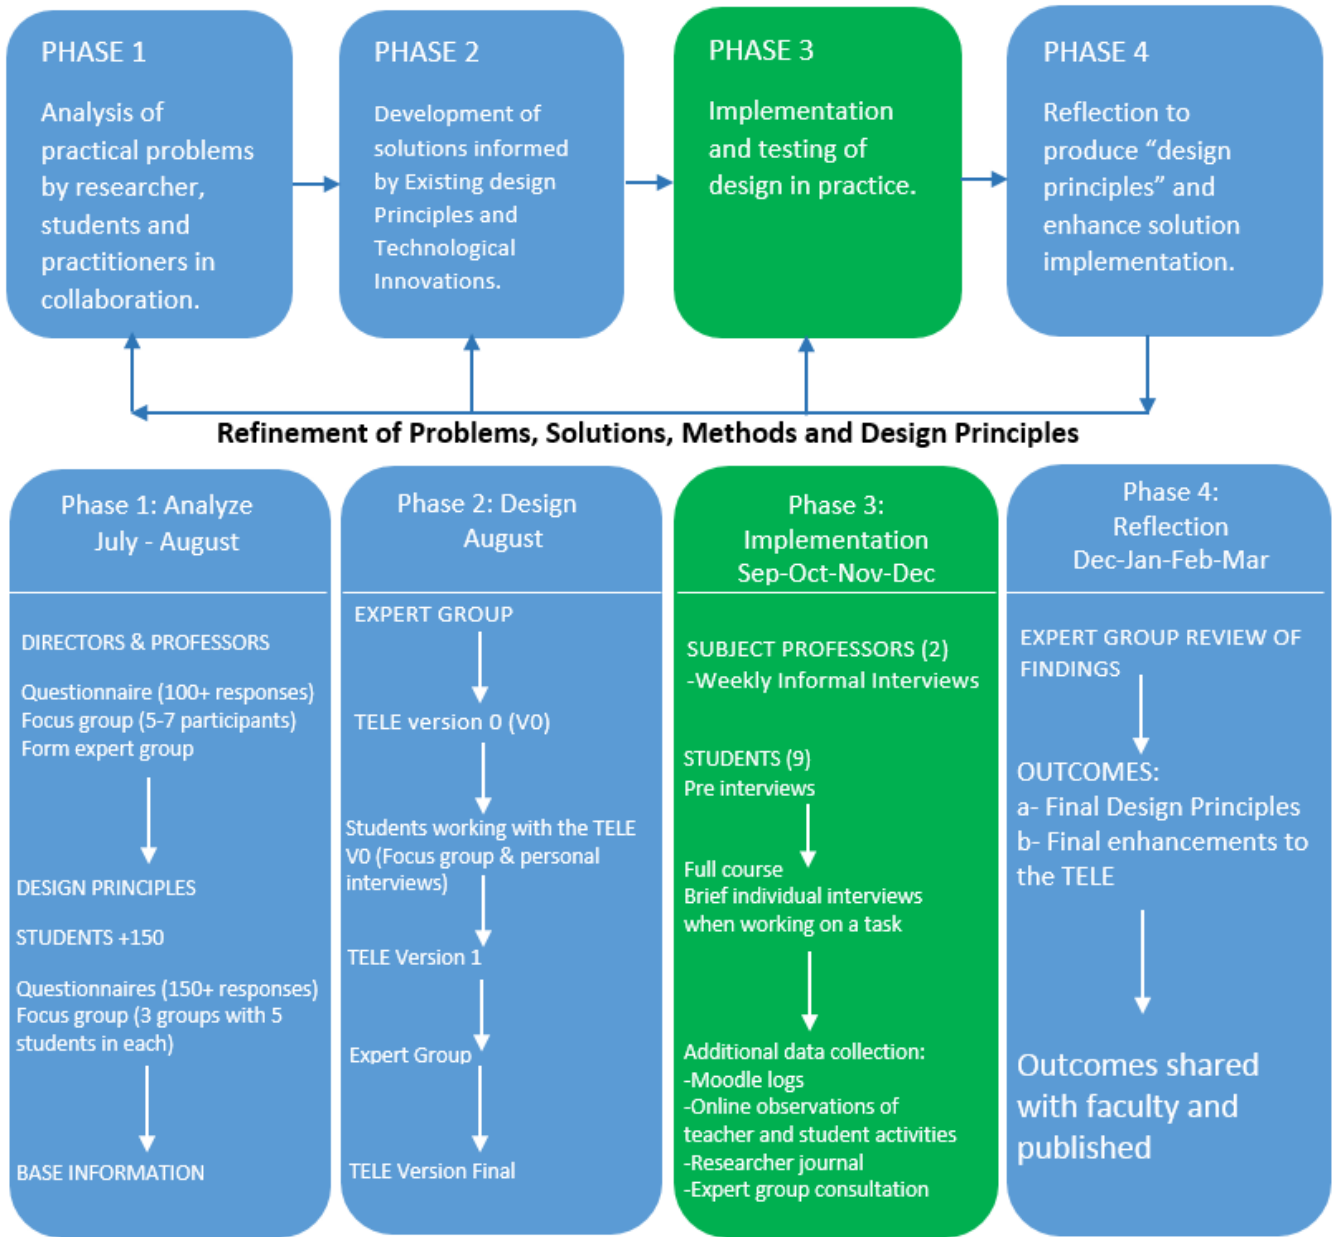 PHASE 1
Analysis of
practical problems
by researcher,
students and
practitioners in
collaboration.
PHASE 2
Development of
solutions informed
by Existing design
Principles and
Technological
Innovations.
PHASE 3
Implementation
and testing of
design in practice.
PHASE 4
Reflection to
produce “design
principles” and
enhance solution
implementation.
Refinement of Problems, Solutions, Methods and Design Principles
Phase 1: Analyze
July - August
DIRECTORS & PROFESSORS
Questionnaire (100+ responses)
Focus group (5-7 participants)
Form expert group
DESIGN PRINCIPLES
STUDENTS +150
Questionnaires (150+ responses)
Focus group (3 groups with 5
students in each)
BASE INFORMATION
Phase 2: Design
August
EXPERT GROUP
TELE version 0 (V0)
Students working with the TELE
V0 (Focus group & personal
interviews)
TELE Version 1
Expert Group
TELE Version Final
Phase 3:
Implementation
Sep-Oct-Nov-Dec
SUBJECT PROFESSORS (2)
-Weekly Informal Interviews
STUDENTS (9)
Pre interviews
Full course
Brief individual interviews
when working on a task
Additional data collection:
-Moodle logs
-Online observations of
teacher and student activities
-Researcher journal
-Expert group consultation
Phase 4:
Reflection
Dec-Jan-Feb-Mar
EXPERT GROUP REVIEW OF
FINDINGS
OUTCOMES:
a- Final Design Principles
b- Final enhancements to
the TELE
Outcomes shared
with faculty and
published